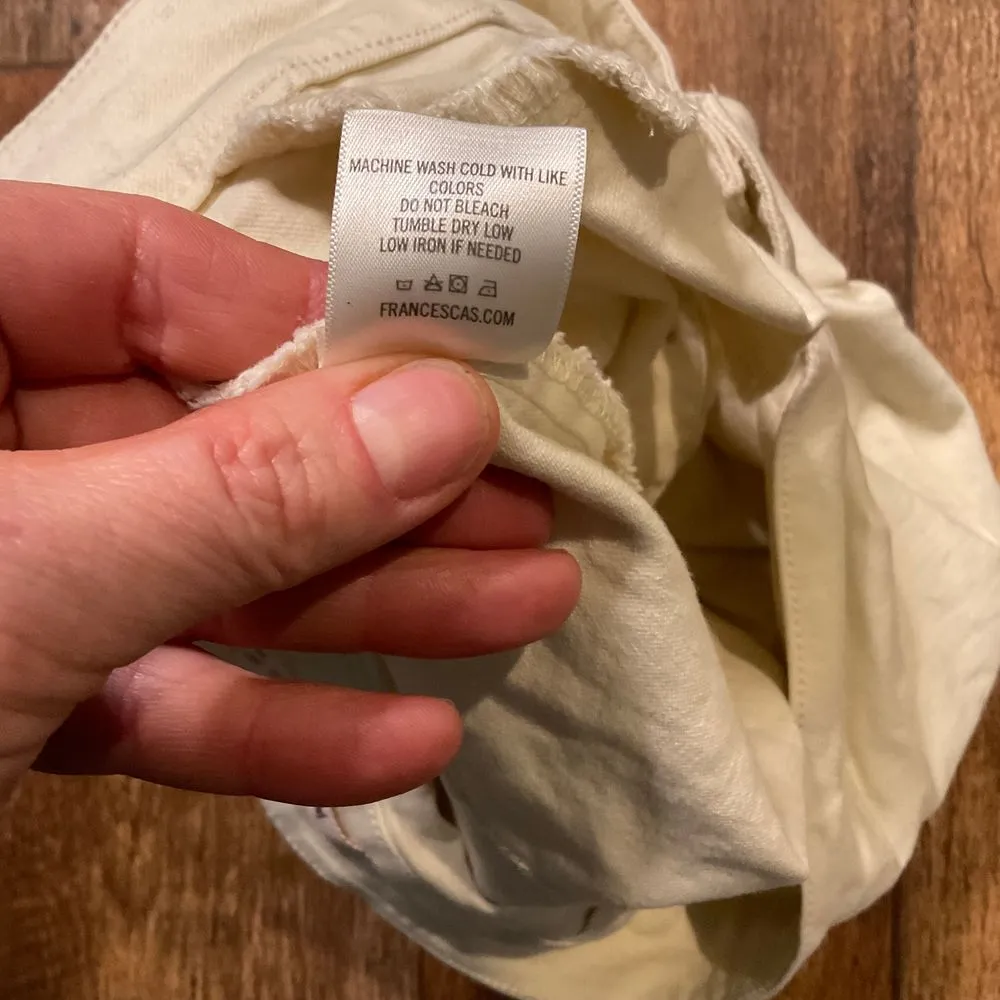 MACHINE WASH COLD WITH LIKE
COLORS
DO NOT BLEACH
TUMBLE DRY LOW
LOW IRON IF NEEDED
FRANCESCAS.COM